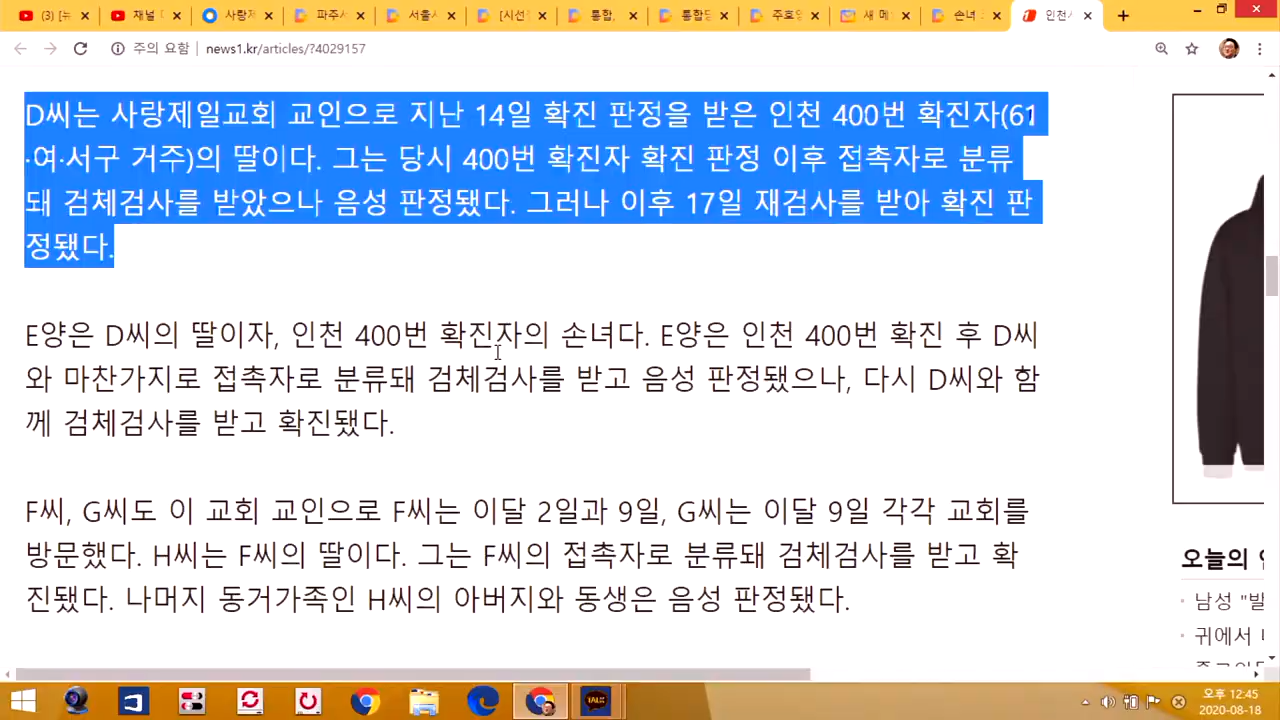 (3) [뉴
채널
사랑제
파주시
서울시
(3) [시선
통합,
통합당
주호영
새 메
손녀
인천시
주의 요함
news1.kr/articles/?4029157
D씨는 사랑제일교회 교인으로 지난 14일 확진 판정을 받은 인천 400번 확진자(61
·여·서구 거주)의 딸이다. 그는 당시 400번 확진자 확진 판정 이후 접촉자로 분류
돼 검체검사를 받았으나 음성 판정됐다. 그러나 이후 17일 재검사를 받아 확진 판
정됐다.
E양은 D씨의 딸이자, 인천 400번 확진자의 손녀다. E양은 인천 400번 확진 후 D씨
와 마찬가지로 접촉자로 분류돼 검체검사를 받고 음성 판정됐으나, 다시 D씨와 함
께 검체검사를 받고 확진됐다.
F씨, G씨도 이 교회 교인으로 F씨는 이달 2일과 9일, G씨는 이달 9일 각각 교회를
방문했다. H씨는 F씨의 딸이다. 그는 F씨의 접촉자로 분류돼 검체검사를 받고 확
진됐다. 나머지 동거가족인 H씨의 아버지와 동생은 음성 판정됐다.
오늘의
남성 "발
귀에서
TALK
오후 12:45
2020-08-18